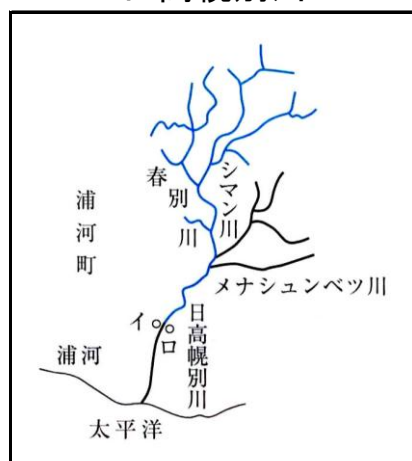 シマン川
春別川
浦河町
メナシュンベツ川
日高幌別川
イ
ロ
浦河
太平洋